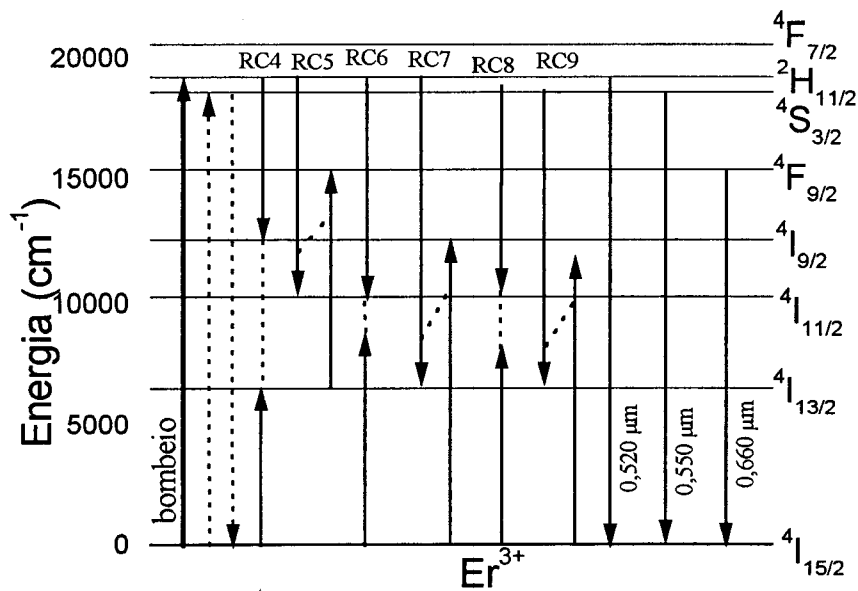 ⁴F₇/₂
20000
RC4 RC5 RC6 RC7 RC8 RC9
²H₁₁/₂
⁴S₃/₂
15000
⁴F₉/₂
⁴I₉/₂
10000
⁴I₁₁/₂
⁴I₁₃/₂
5000
Energia (cm⁻¹)
bombeio
0,520 µm
0,550 µm
0,660 µm
0
⁴I₁₅/₂
Er³⁺